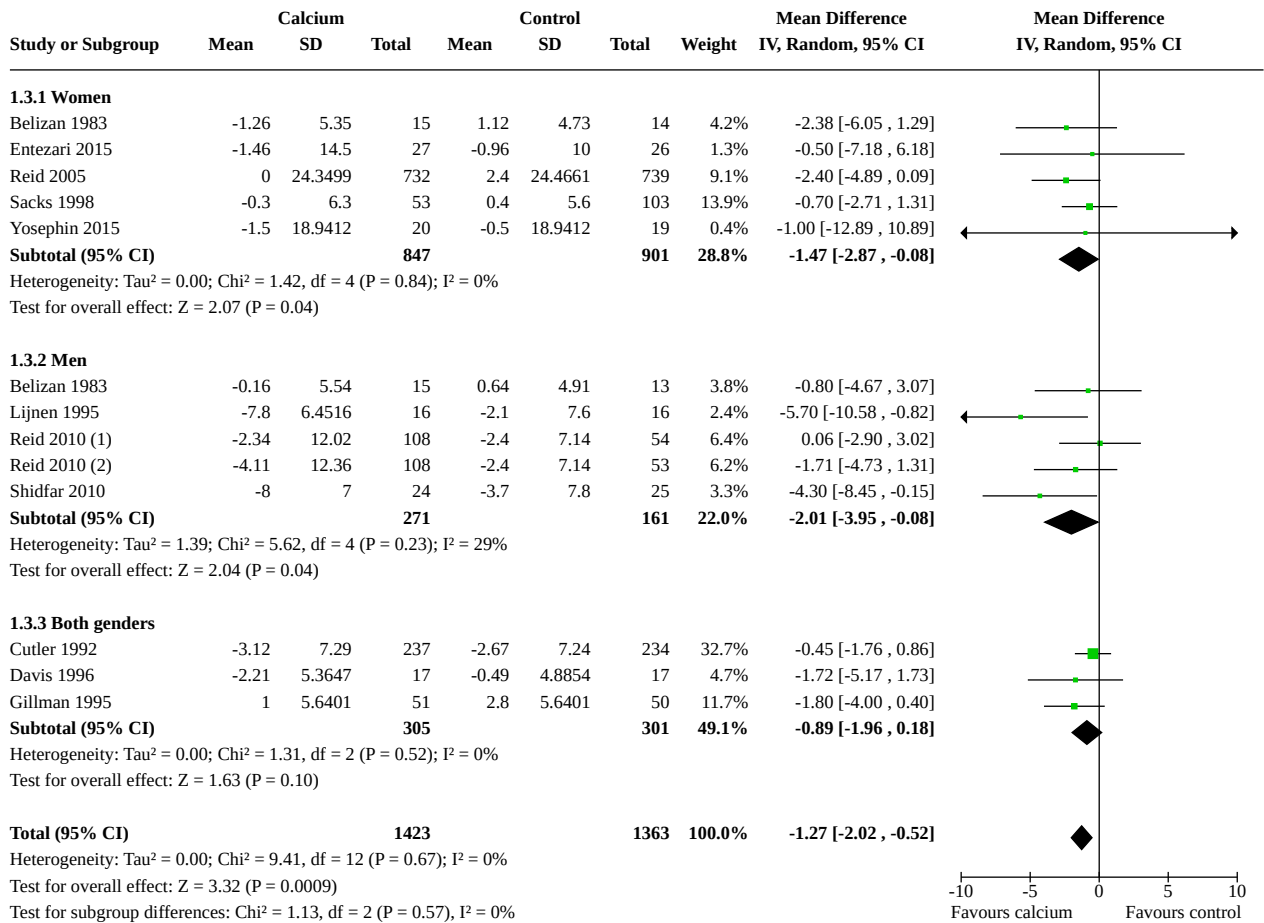 Calcium Control Mean Difference Mean Difference
Study or Subgroup Mean SD Total Mean SD Total Weight IV, Random, 95% CI IV, Random, 95% CI
1.3.1 Women
Belizan 1983 -1.26 5.35 15 1.12 4.73 14 4.2% -2.38 [-6.05 , 1.29]
Entezari 2015 -1.46 14.5 27 -0.96 10 26 1.3% -0.50 [-7.18 , 6.18]
Reid 2005 0 24.3499 732 2.4 24.4661 739 9.1% -2.40 [-4.89 , 0.09]
Sacks 1998 -0.3 6.3 53 0.4 5.6 103 13.9% -0.70 [-2.71 , 1.31]
Yosephin 2015 -1.5 18.9412 20 -0.5 18.9412 19 0.4% -1.00 [-12.89 , 10.89]
Subtotal (95% CI) 847 901 28.8% -1.47 [-2.87 , -0.08]
Heterogeneity: Tau² = 0.00; Chi² = 1.42, df = 4 (P = 0.84); I² = 0%
Test for overall effect: Z = 2.07 (P = 0.04)
1.3.2 Men
Belizan 1983 -0.16 5.54 15 0.64 4.91 13 3.8% -0.80 [-4.67 , 3.07]
Lijnen 1995 -7.8 6.4516 16 -2.1 7.6 16 2.4% -5.70 [-10.58 , -0.82]
Reid 2010 (1) -2.34 12.02 108 -2.4 7.14 54 6.4% 0.06 [-2.90 , 3.02]
Reid 2010 (2) -4.11 12.36 108 -2.4 7.14 53 6.2% -1.71 [-4.73 , 1.31]
Shidfar 2010 -8 7 24 -3.7 7.8 25 3.3% -4.30 [-8.45 , -0.15]
Subtotal (95% CI) 271 161 22.0% -2.01 [-3.95 , -0.08]
Heterogeneity: Tau² = 1.39; Chi² = 5.62, df = 4 (P = 0.23); I² = 29%
Test for overall effect: Z = 2.04 (P = 0.04)
1.3.3 Both genders
Cutler 1992 -3.12 7.29 237 -2.67 7.24 234 32.7% -0.45 [-1.76 , 0.86]
Davis 1996 -2.21 5.3647 17 -0.49 4.8854 17 4.7% -1.72 [-5.17 , 1.73]
Gillman 1995 1 5.6401 51 2.8 5.6401 50 11.7% -1.80 [-4.00 , 0.40]
Subtotal (95% CI) 305 301 49.1% -0.89 [-1.96 , 0.18]
Heterogeneity: Tau² = 0.00; Chi² = 1.31, df = 2 (P = 0.52); I² = 0%
Test for overall effect: Z = 1.63 (P = 0.10)
Total (95% CI) 1423 1363 100.0% -1.27 [-2.02 , -0.52]
Heterogeneity: Tau² = 0.00; Chi² = 9.41, df = 12 (P = 0.67); I² = 0%
Test for overall effect: Z = 3.32 (P = 0.0009) -10 -5 0 5 10
Test for subgroup differences: Chi² = 1.13, df = 2 (P = 0.57), I² = 0% Favours calcium Favours control